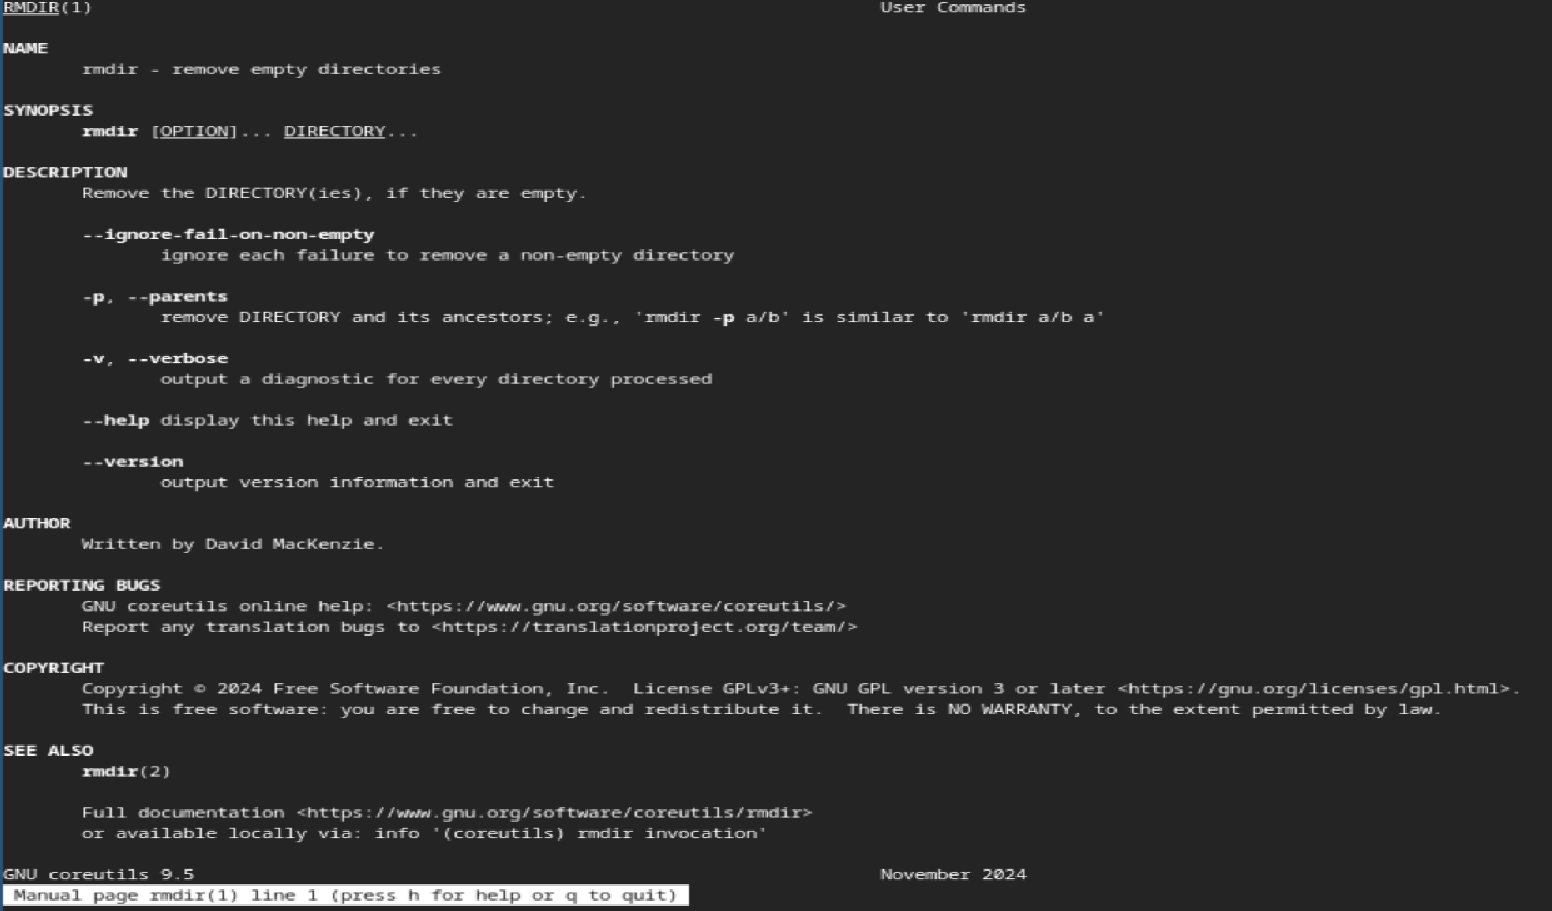 RMDIR(1) User Commands
NAME
rmdir - remove empty directories
SYNOPSIS
rmdir [OPTION]... DIRECTORY...
DESCRIPTION
Remove the DIRECTORY(ies), if they are empty.
--ignore-fail-on-non-empty
ignore each failure to remove a non-empty directory
-p, --parents
remove DIRECTORY and its ancestors; e.g., 'rmdir -p a/b' is similar to 'rmdir a/b a'
-v, --verbose
output a diagnostic for every directory processed
--help display this help and exit
--version
output version information and exit
AUTHOR
Written by David MacKenzie.
REPORTING BUGS
GNU coreutils online help: <https://www.gnu.org/software/coreutils/>
Report any translation bugs to <https://translationproject.org/team/>
COPYRIGHT
Copyright © 2024 Free Software Foundation, Inc.  License GPLv3+: GNU GPL version 3 or later <https://gnu.org/licenses/gpl.html>.
This is free software: you are free to change and redistribute it.  There is NO WARRANTY, to the extent permitted by law.
SEE ALSO
rmdir(2)
Full documentation <https://www.gnu.org/software/coreutils/rmdir>
or available locally via: info '(coreutils) rmdir invocation'
GNU coreutils 9.5 November 2024
Manual page rmdir(1) line 1 (press h for help or q to quit)